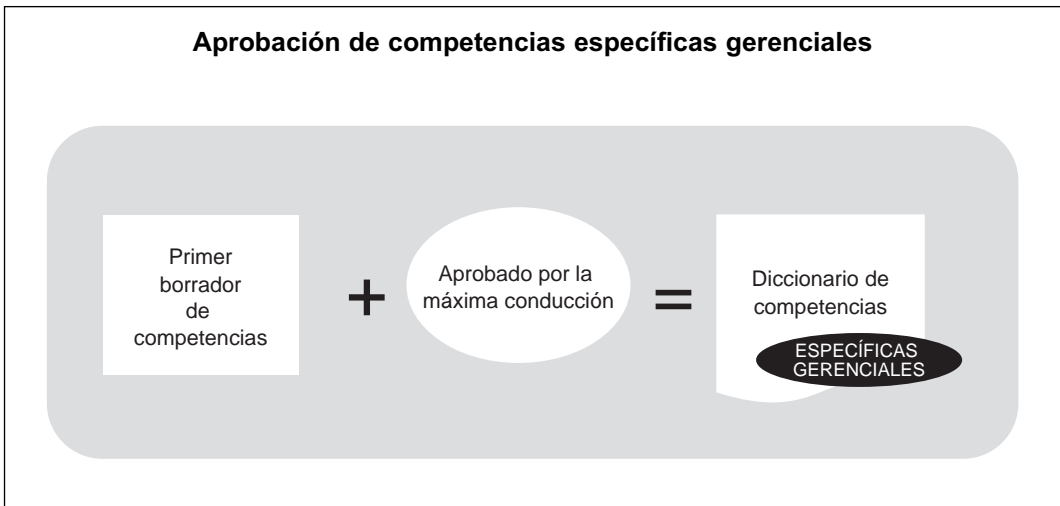 Aprobación de competencias específicas gerenciales
Primer
borrador
de
competencias
+
Aprobado por la
máxima conducción
=
Diccionario de
competencias
ESPECÍFICAS
GERENCIALES